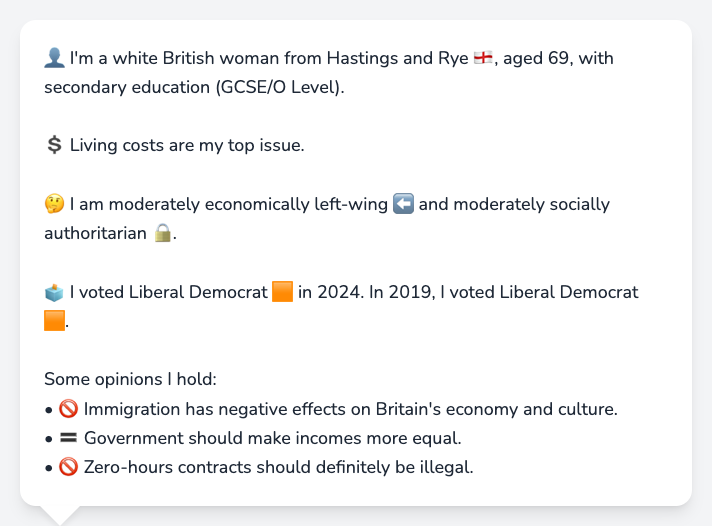 👤 I'm a white British woman from Hastings and Rye 🏴󠁧󠁢󠁥󠁮󠁧󠁿, aged 69, with
secondary education (GCSE/O Level).
💲 Living costs are my top issue.
🤔 I am moderately economically left-wing ⬅️ and moderately socially
authoritarian 🔒.
🗳️ I voted Liberal Democrat 🟧 in 2024. In 2019, I voted Liberal Democrat
🟧.
Some opinions I hold:
• 🚫 Immigration has negative effects on Britain's economy and culture.
• 🟰 Government should make incomes more equal.
• 🚫 Zero-hours contracts should definitely be illegal.